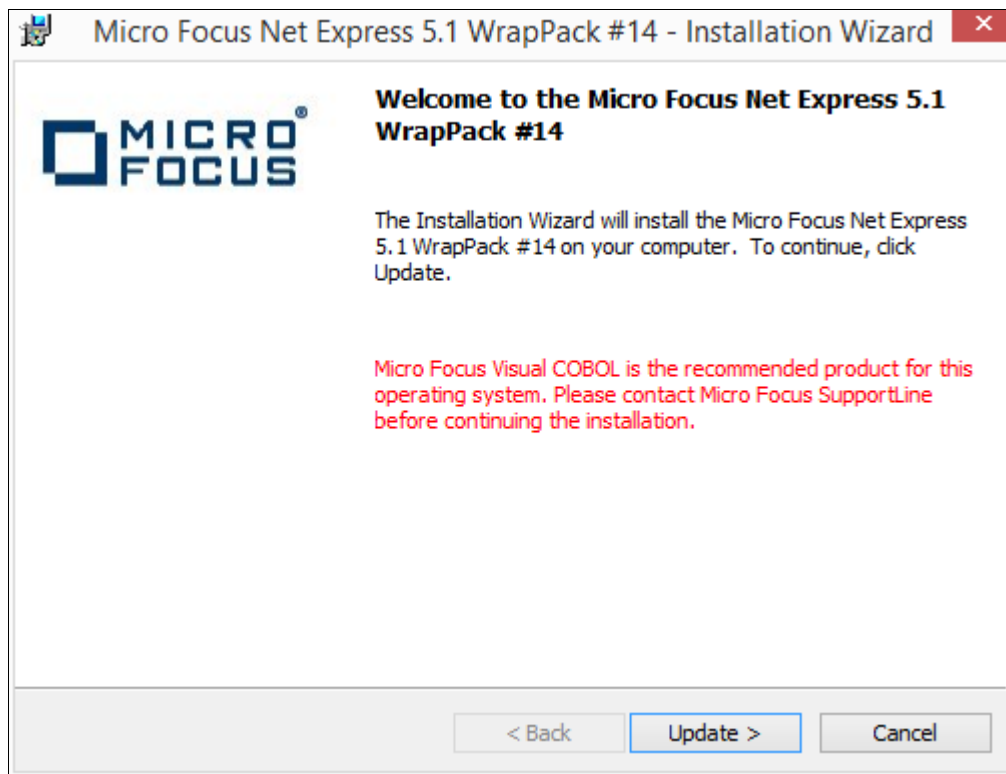 Micro Focus Net Express 5.1 WrapPack #14 - Installation Wizard
MICRO
FOCUS®
Welcome to the Micro Focus Net Express 5.1
WrapPack #14
The Installation Wizard will install the Micro Focus Net Express
5.1 WrapPack #14 on your computer. To continue, click
Update.
Micro Focus Visual COBOL is the recommended product for this
operating system. Please contact Micro Focus SupportLine
before continuing the installation.
< Back
Update >
Cancel